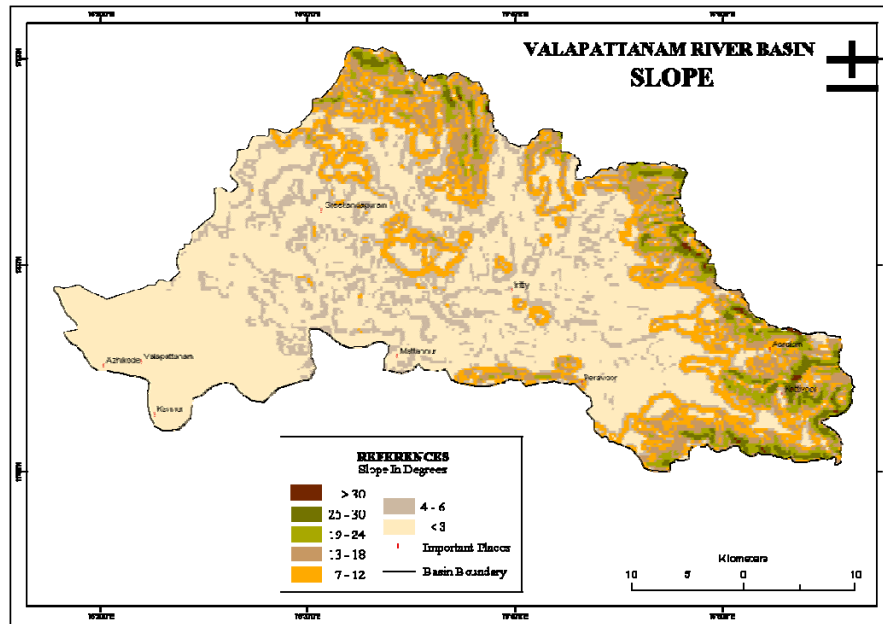 VALAPATTANAM RIVER BASIN
SLOPE
Sreekandapuram
Iritty
Mattannur
Peravoor
Aaralam
Kottiyoor
Azhikode
Valapattanam
Kannur
REFERENCES
Slope In Degrees
> 30
25 - 30
19 - 24
13 - 18
7 - 12
4 - 6
< 3
Important Places
Basin Boundary
Kilometers
10 5 0 10